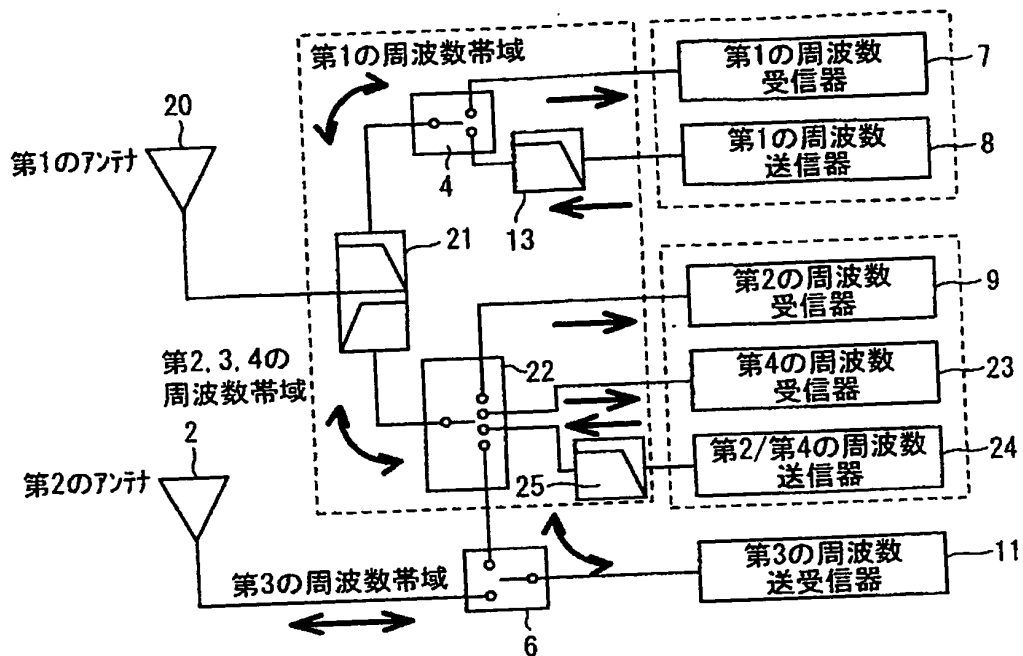 第1の周波数帯域
第1の周波数
受信器
7
20
第1のアンテナ
4
13
第1の周波数
送信器
8
21
第2の周波数
受信器
9
第2,3,4の
周波数帯域
22
第4の周波数
受信器
23
2
第2のアンテナ
25
第2/第4の周波数
送信器
24
第3の周波数帯域
6
第3の周波数
送受信器
11